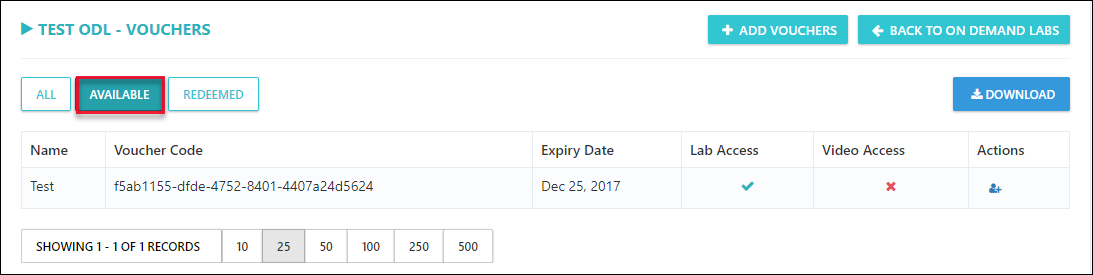 TEST ODL - VOUCHERS
ADD VOUCHERS
BACK TO ON DEMAND LABS
ALL
AVAILABLE
REDEEMED
DOWNLOAD
Name Voucher Code Expiry Date Lab Access Video Access Actions
Test f5ab1155-dfde-4752-8401-4407a24d5624 Dec 25, 2017
SHOWING 1 - 1 OF 1 RECORDS 10 25 50 100 250 500